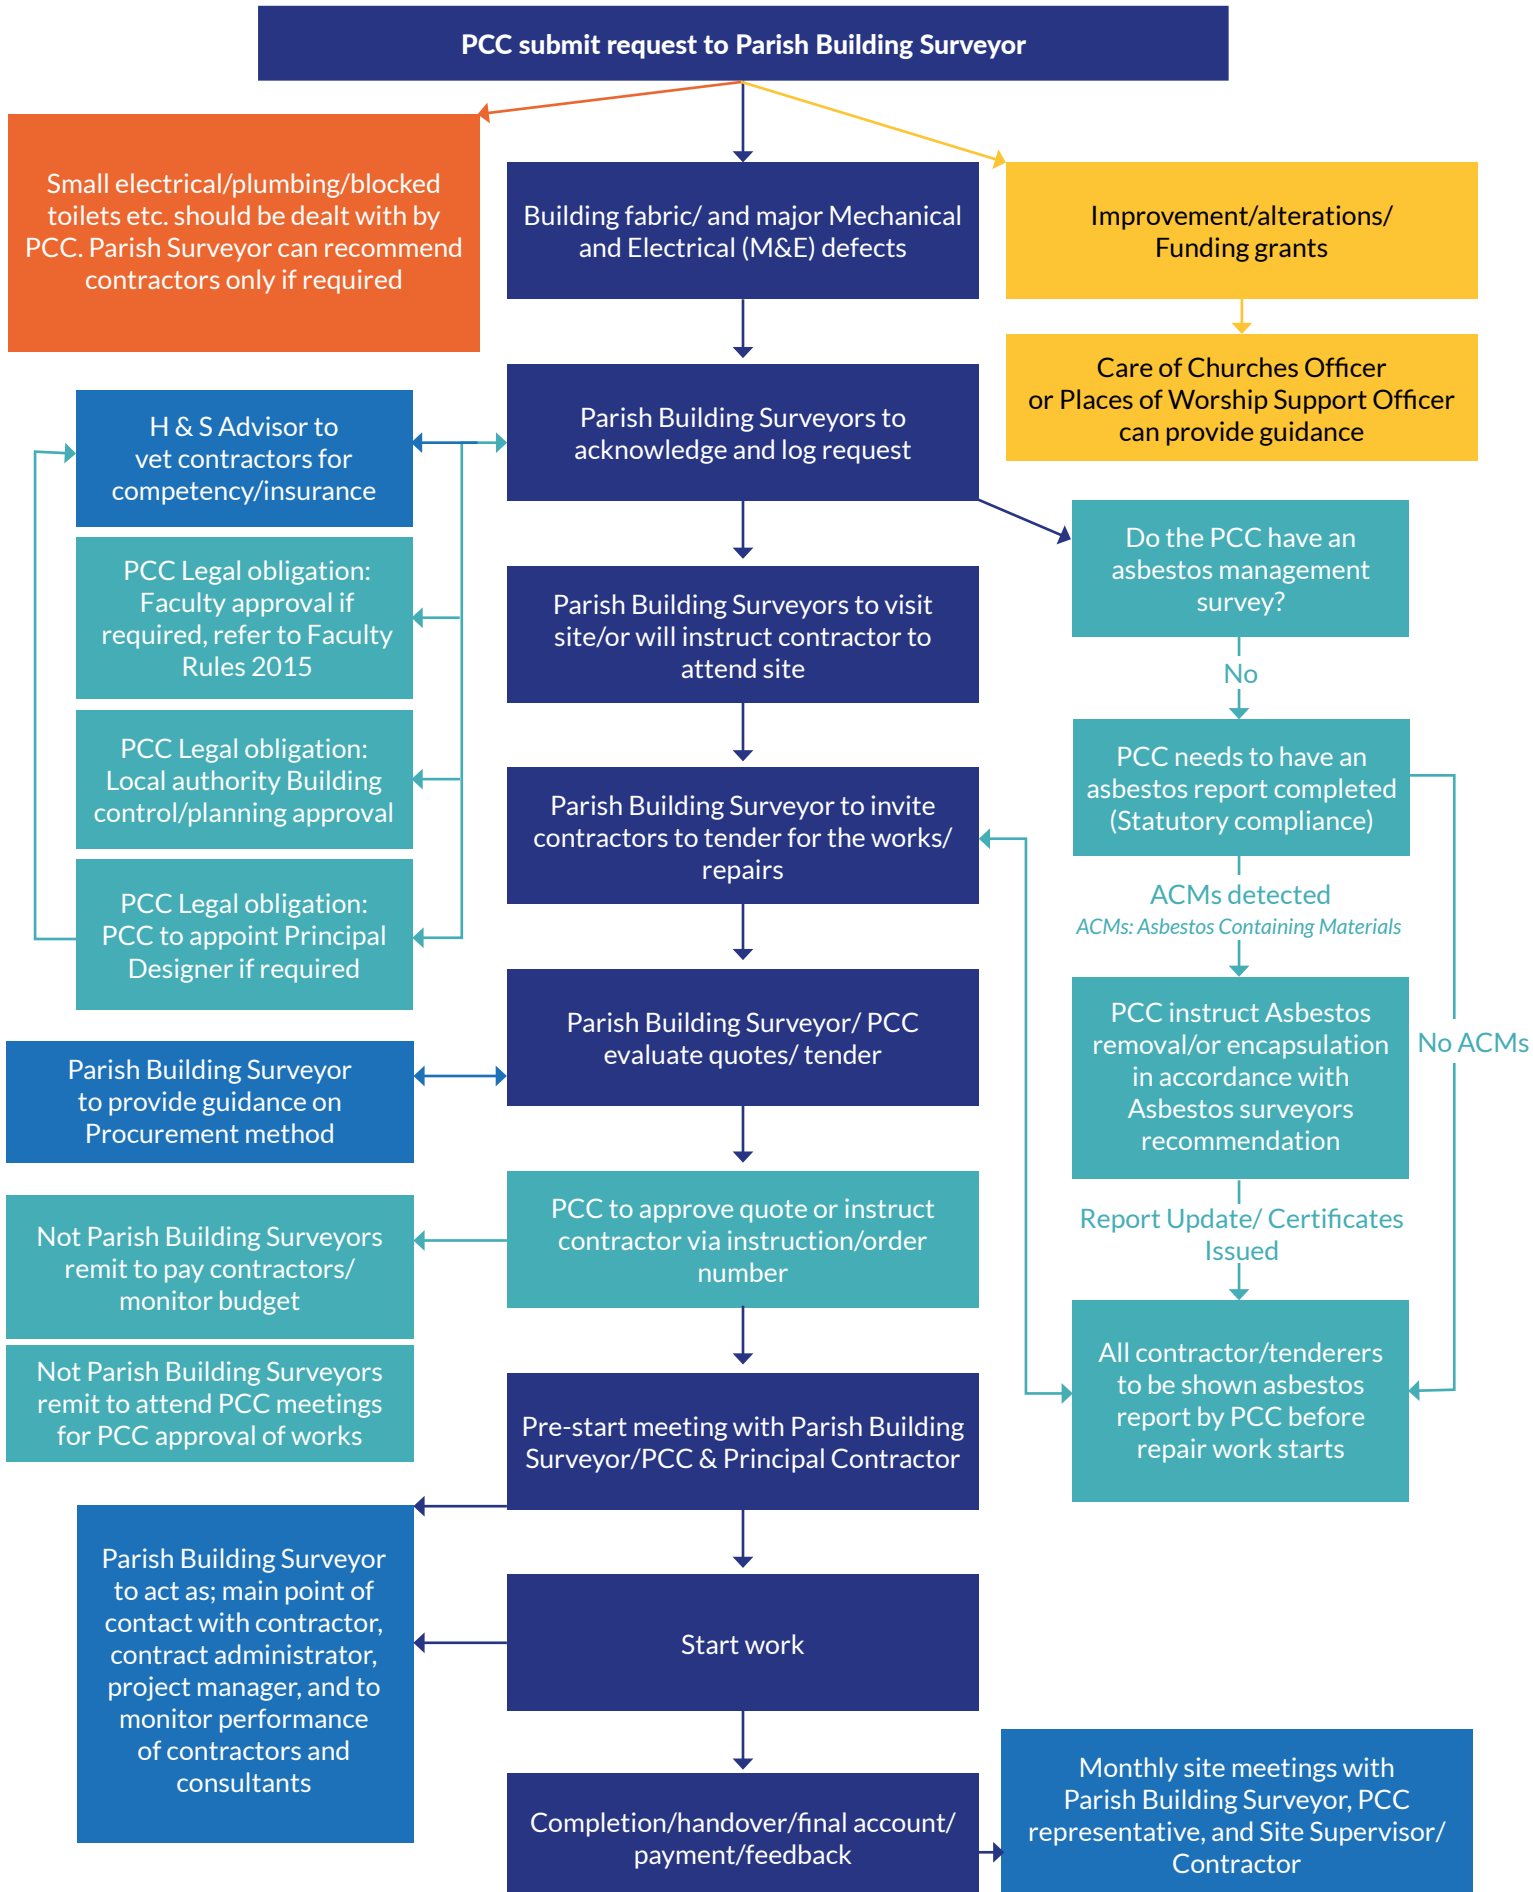 PCC submit request to Parish Building Surveyor
Small electrical/plumbing/blocked
toilets etc. should be dealt with by
PCC. Parish Surveyor can recommend
contractors only if required
Building fabric/ and major Mechanical
and Electrical (M&E) defects
Improvement/alterations/
Funding grants
Care of Churches Officer
or Places of Worship Support Officer
can provide guidance
H & S Advisor to
vet contractors for
competency/insurance
Parish Building Surveyors to
acknowledge and log request
PCC Legal obligation:
Faculty approval if
required, refer to Faculty
Rules 2015
PCC Legal obligation:
Local authority Building
control/planning approval
PCC Legal obligation:
PCC to appoint Principal
Designer if required
Parish Building Surveyors to visit
site/or will instruct contractor to
attend site
Do the PCC have an
asbestos management
survey?
No
PCC needs to have an
asbestos report completed
(Statutory compliance)
ACMs detected
ACMs: Asbestos Containing Materials
Parish Building Surveyor to invite
contractors to tender for the works/
repairs
Parish Building Surveyor/ PCC
evaluate quotes/ tender
PCC instruct Asbestos
removal/or encapsulation
in accordance with
Asbestos surveyors
recommendation
No ACMs
Parish Building Surveyor
to provide guidance on
Procurement method
PCC to approve quote or instruct
contractor via instruction/order
number
Report Update/ Certificates
Issued
Not Parish Building Surveyors
remit to pay contractors/
monitor budget
Not Parish Building Surveyors
remit to attend PCC meetings
for PCC approval of works
Pre-start meeting with Parish Building
Surveyor/PCC & Principal Contractor
All contractor/tenderers
to be shown asbestos
report by PCC before
repair work starts
Parish Building Surveyor
to act as; main point of
contact with contractor,
contract administrator,
project manager, and to
monitor performance
of contractors and
consultants
Start work
Completion/handover/final account/
payment/feedback
Monthly site meetings with
Parish Building Surveyor, PCC
representative, and Site Supervisor/
Contractor